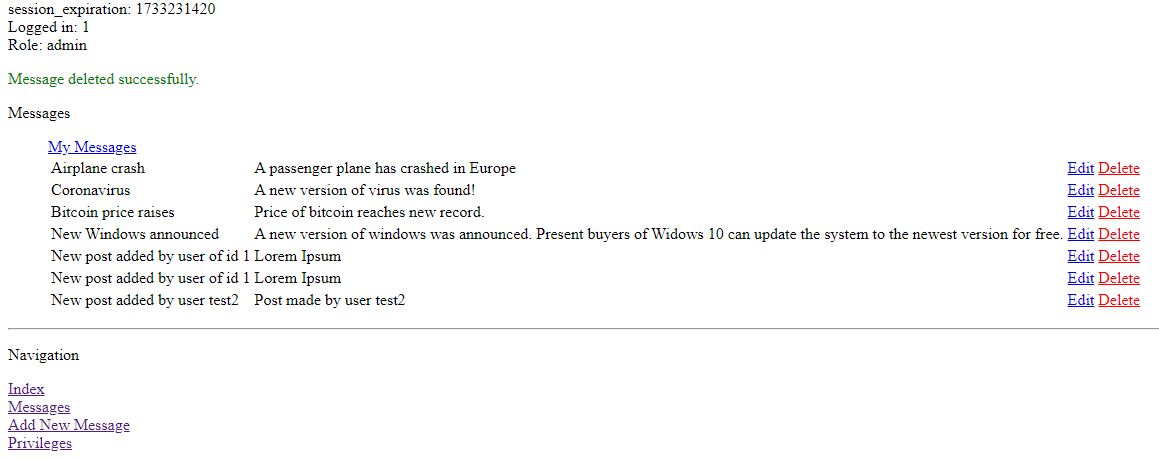 session_expiration: 1733231420
Logged in: 1
Role: admin
Message deleted successfully.
Messages
My Messages
Airplane crash A passenger plane has crashed in Europe Edit Delete
Coronavirus A new version of virus was found! Edit Delete
Bitcoin price raises Price of bitcoin reaches new record. Edit Delete
New Windows announced A new version of windows was announced. Present buyers of Widows 10 can update the system to the newest version for free. Edit Delete
New post added by user of id 1 Lorem Ipsum Edit Delete
New post added by user of id 1 Lorem Ipsum Edit Delete
New post added by user test2 Post made by user test2 Edit Delete
Navigation
Index
Messages
Add New Message
Privileges